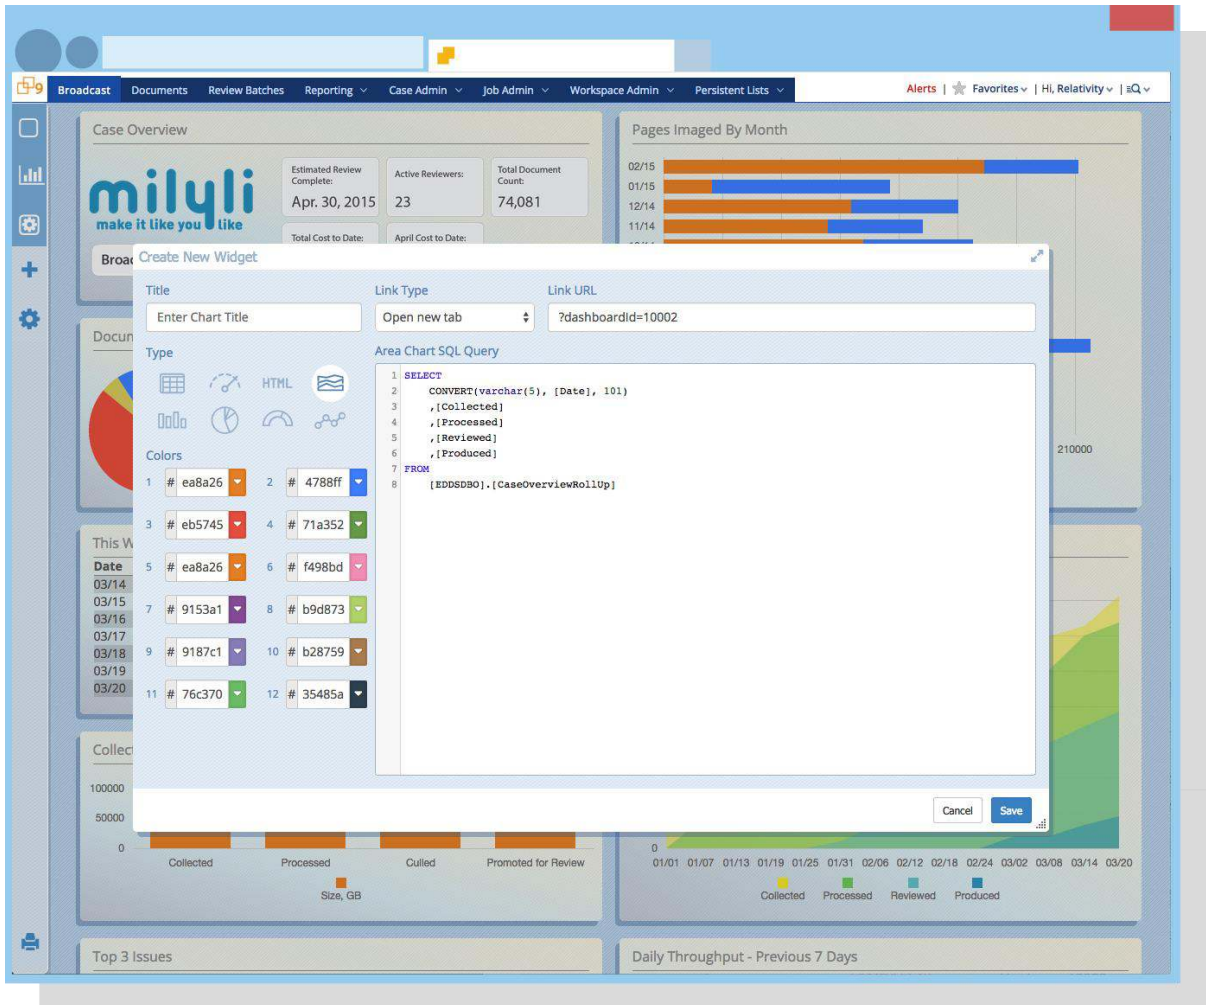 9 Broadcast Documents Review Batches Reporting Case Admin Job Admin Workspace Admin Persistent Lists Alerts | Favorites | Hi, Relativity |
Case Overview
milyli
make it like you like
Estimated Review
Complete:
Apr. 30, 2015
Active Reviewers:
23
Total Document
Count:
74,081
Total Cost to Date:
April Cost to Date:
Broad
Pages Imaged By Month
02/15
01/15
12/14
11/14
210000
Create New Widget
Title
Enter Chart Title
Link Type
Open new tab
Link URL
?dashboardId=10002
Type
HTML
Colors
1 # ea8a26
2 # 4788ff
3 # eb5745
4 # 71a352
5 # ea8a26
6 # f498bd
7 # 9153a1
8 # b9d873
9 # 9187c1
10 # b28759
11 # 76c370
12 # 35485a
Area Chart SQL Query
1 SELECT
2 CONVERT(varchar(5), [Date], 101)
3 ,[Collected]
4 ,[Processed]
5 ,[Reviewed]
6 ,[Produced]
7 FROM
8 [EDDSDBO].[CaseOverviewRollUp]
Cancel Save
Docum
This W
Date
03/14
03/15
03/16
03/17
03/18
03/19
03/20
Collect
100000
50000
0
Collected Processed Culled Promoted for Review
Size, GB
0
01/01 01/07 01/13 01/19 01/25 01/31 02/06 02/12 02/18 02/24 03/02 03/08 03/14 03/20
Collected Processed Reviewed Produced
Top 3 Issues
Daily Throughput - Previous 7 Days